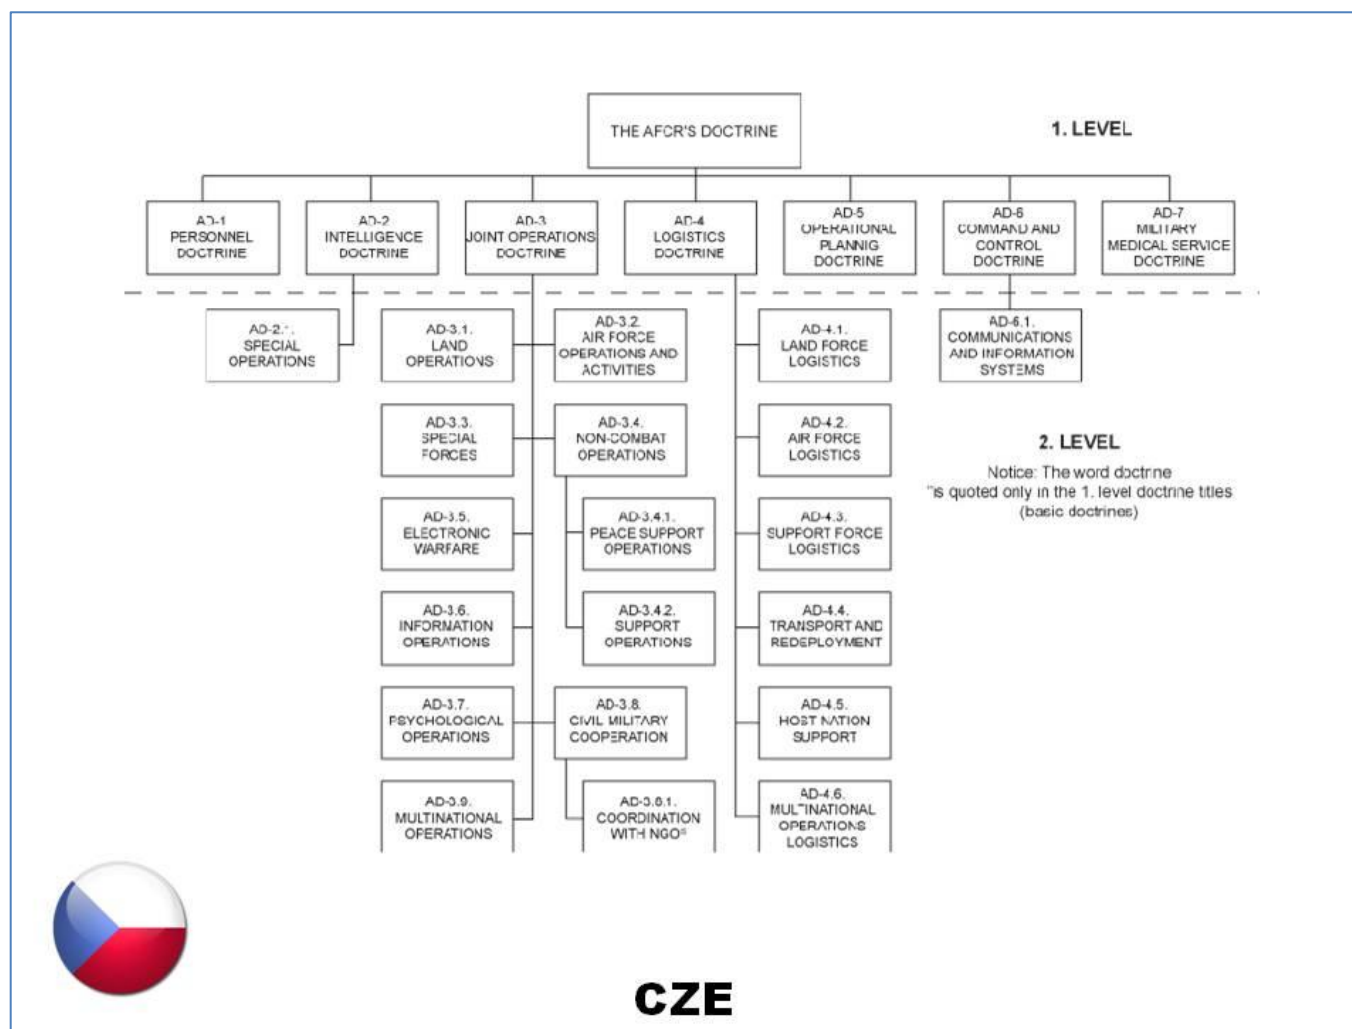 THE AFCR'S DOCTRINE
1. LEVEL
AD-1
PERSONNEL
DOCTRINE
AD-2
INTELLIGENCE
DOCTRINE
AD-3
JOINT OPERATIONS
DOCTRINE
AD-4
LOGISTICS
DOCTRINE
AD-5
OPERATIONAL
PLANNIG
DOCTRINE
AD-6
COMMAND AND
CONTROL
DOCTRINE
AD-7
MILITARY
MEDICAL SERVICE
DOCTRINE
AD-2.1.
SPECIAL
OPERATIONS
AD-3.1.
LAND
OPERATIONS
AD-3.2.
AIR FORCE
OPERATIONS AND
ACTIVITIES
AD-4.1.
LAND FORCE
LOGISTICS
AD-6.1.
COMMUNICATIONS
AND INFORMATION
SYSTEMS
AD-3.3.
SPECIAL
FORCES
AD-3.4.
NON-COMBAT
OPERATIONS
AD-4.2.
AIR FORCE
LOGISTICS
2. LEVEL
Notice: The word doctrine
"is quoted only in the 1. level doctrine titles
(basic doctrines)
AD-3.5.
ELECTRONIC
WARFARE
AD-3.4.1.
PEACE SUPPORT
OPERATIONS
AD-4.3.
SUPPORT FORCE
LOGISTICS
AD-3.6.
INFORMATION
OPERATIONS
AD-3.4.2.
SUPPORT
OPERATIONS
AD-4.4.
TRANSPORT AND
REDEPLOYMENT
AD-3.7.
PSYCHOLOGICAL
OPERATIONS
AD-3.8.
CIVIL MILITARY
COOPERATION
AD-4.5.
HOST NATION
SUPPORT
AD-3.9.
MULTINATIONAL
OPERATIONS
AD-3.8.1.
COORDINATION
WITH NGOs
AD-4.6.
MULTINATIONAL
OPERATIONS
LOGISTICS
CZE